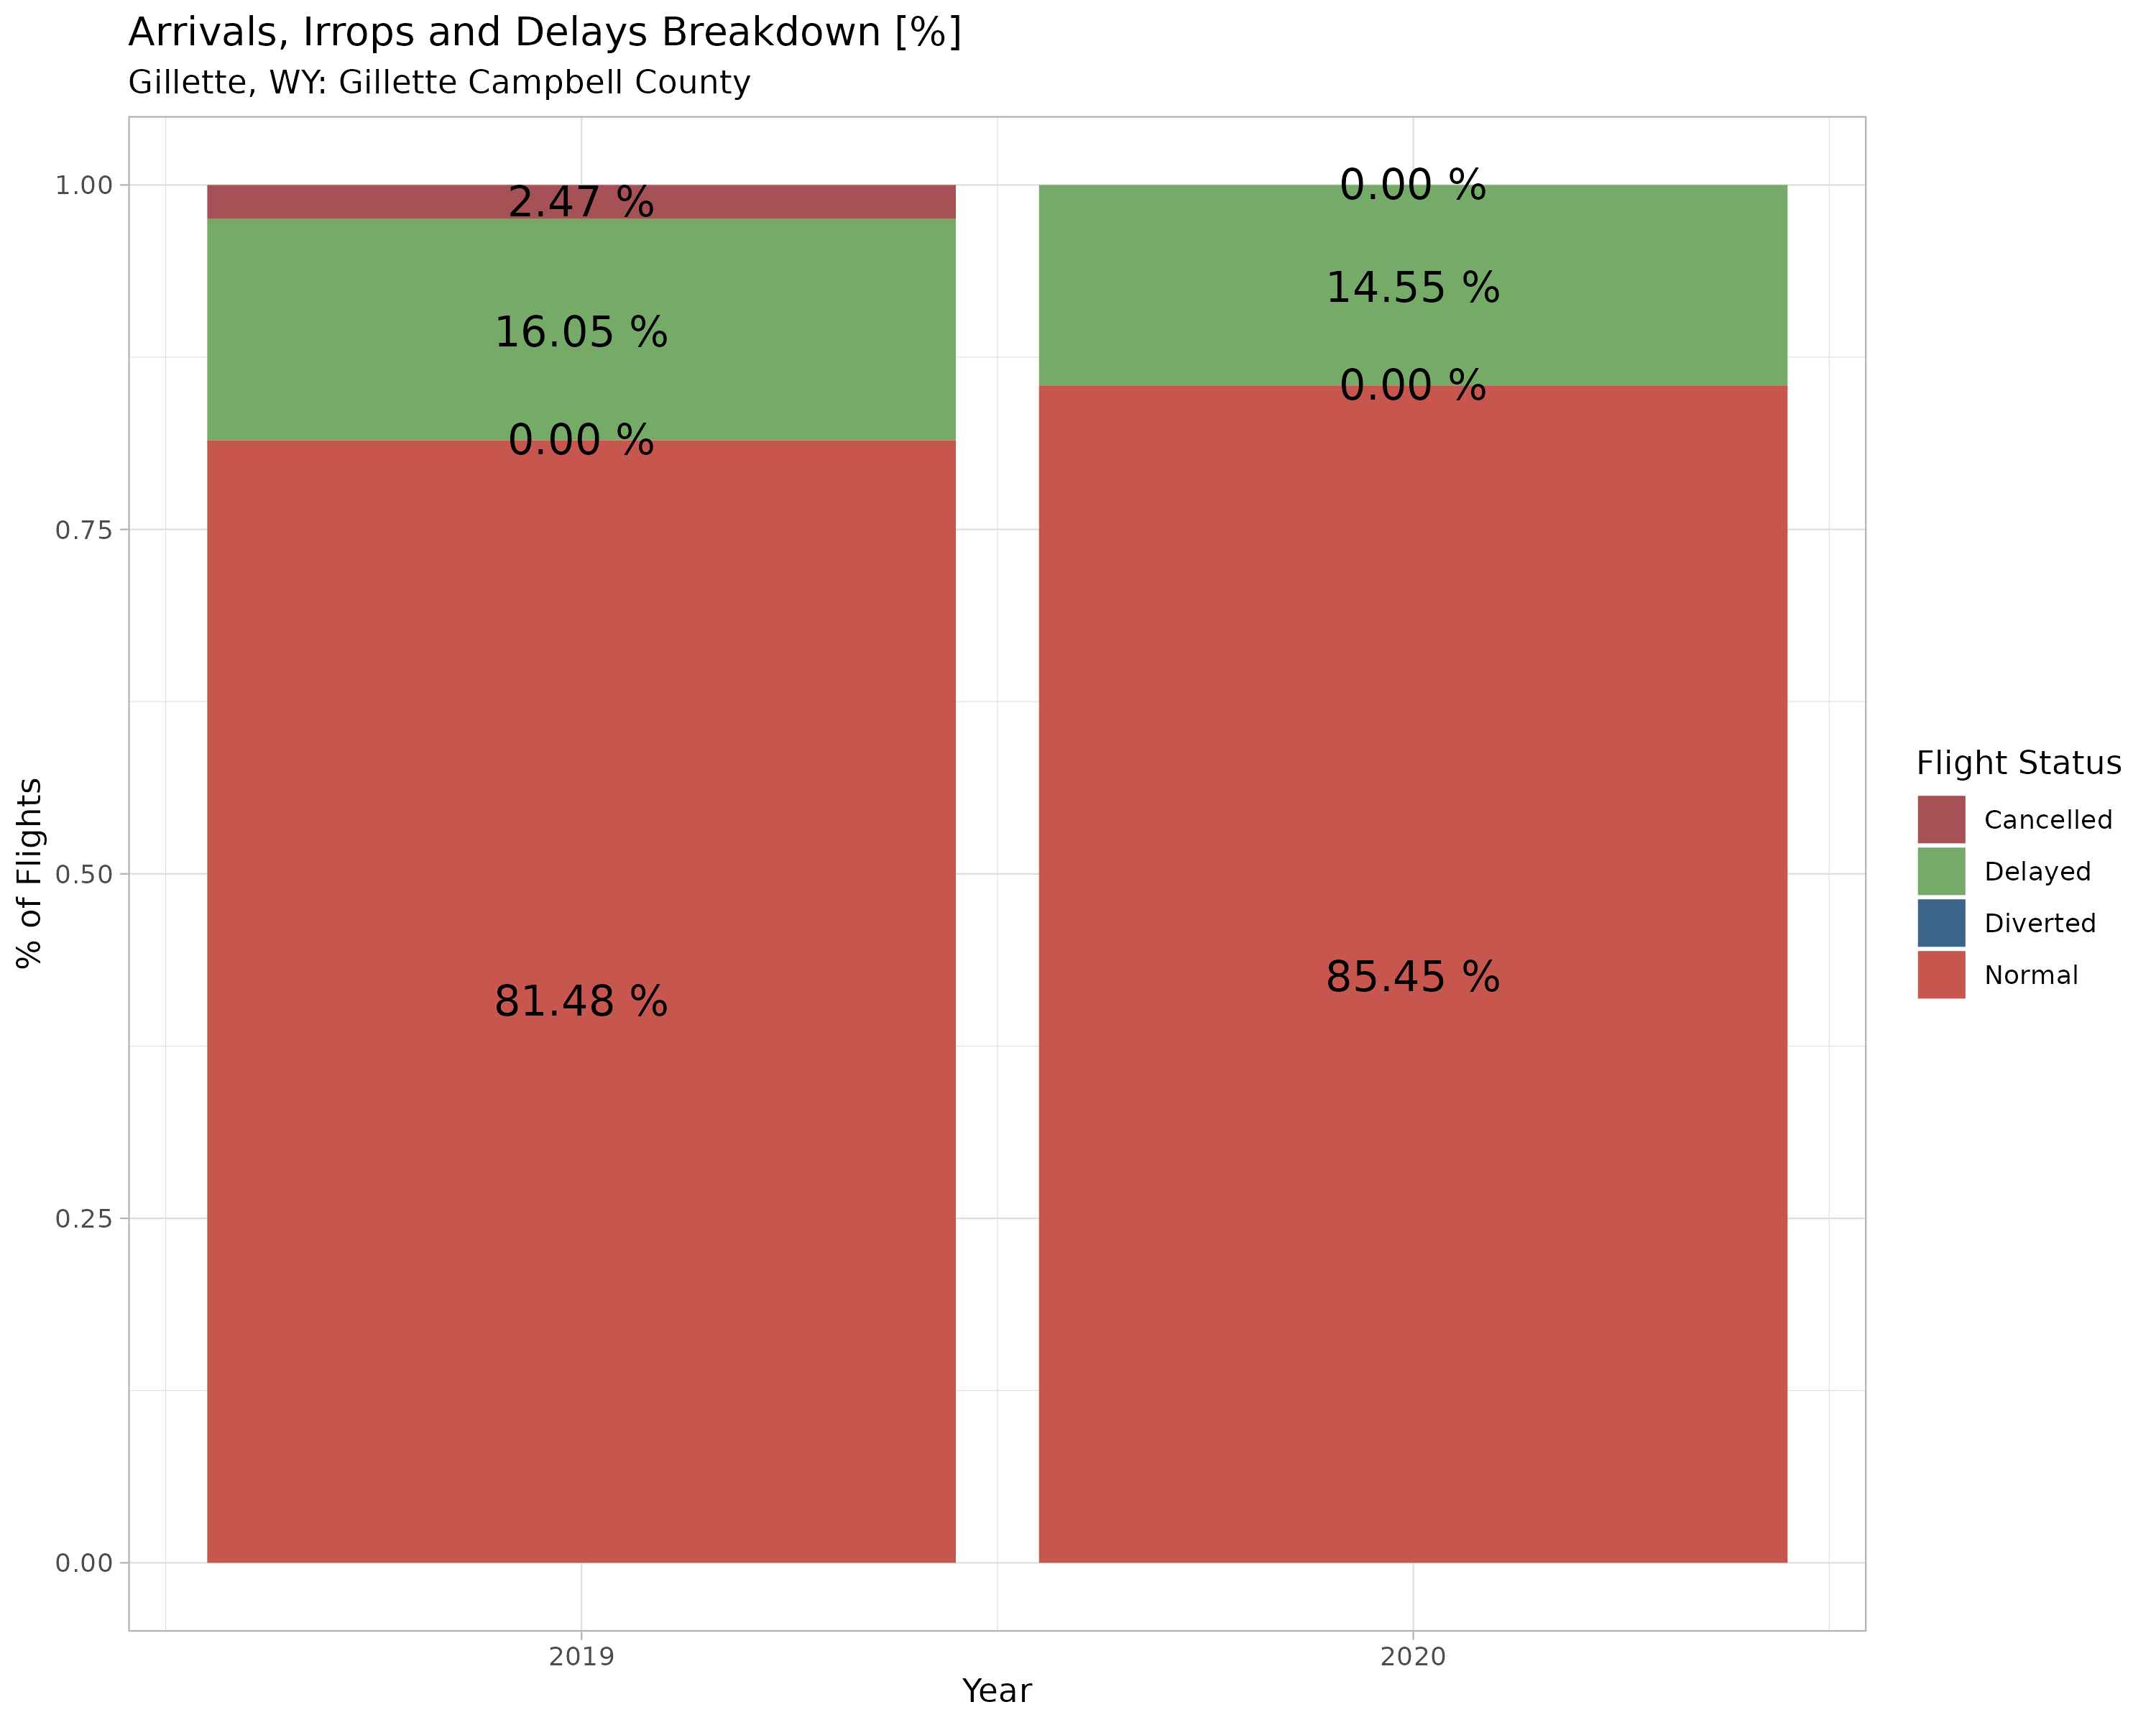 Arrivals, Irrops and Delays Breakdown [%]
Gillette, WY: Gillette Campbell County
% of Flights
1.00
0.75
0.50
0.25
0.00
2.47 %
16.05 %
0.00 %
81.48 %
0.00 %
14.55 %
0.00 %
85.45 %
2019
2020
Year
Flight Status
Cancelled
Delayed
Diverted
Normal